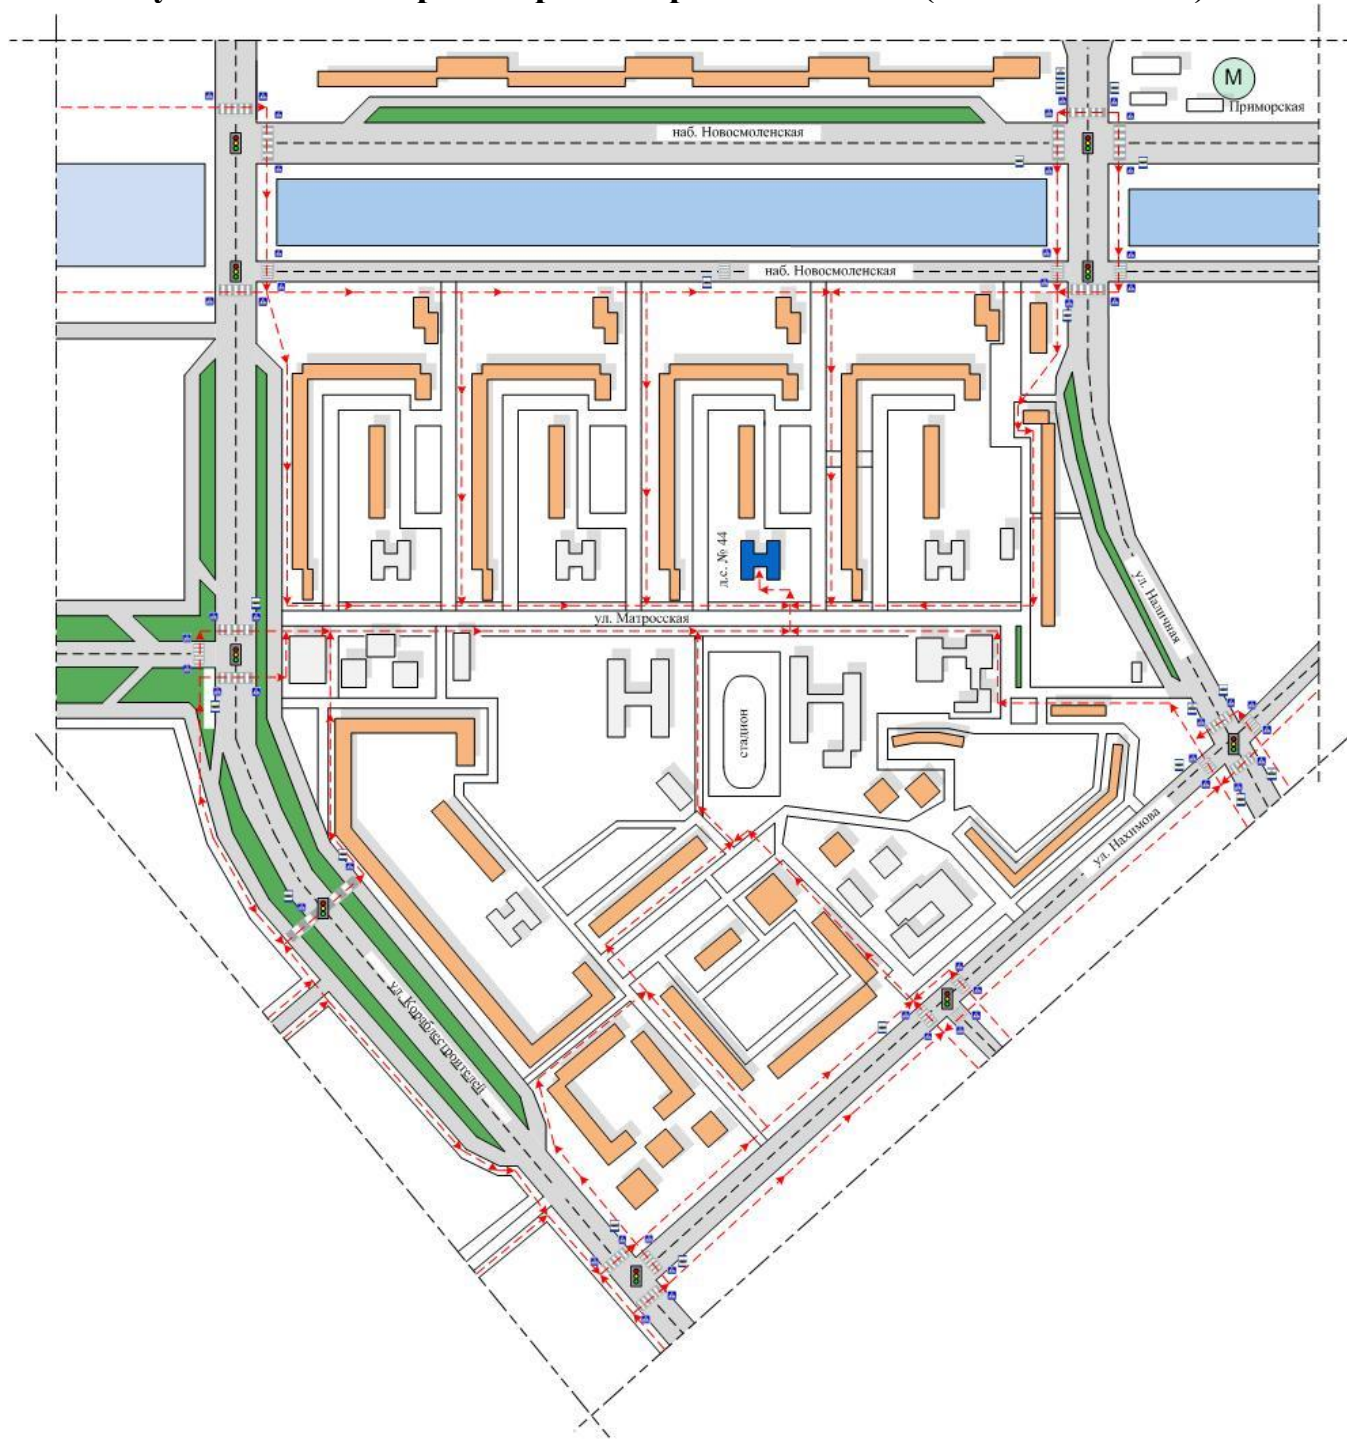 М
Приморская
наб. Новосмоленская
наб. Новосмоленская
д.с. № 44
ул. Матросская
ул. Наличная
стадион
ул. Нахимова
ул. Кораблестроителей